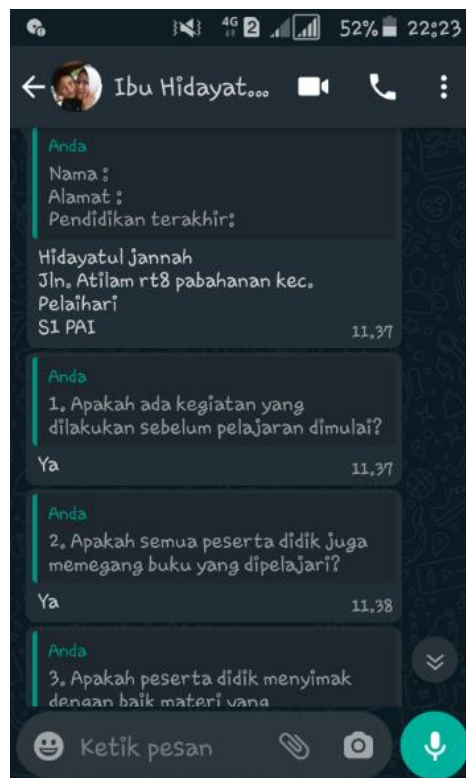 4G 2 52% 22:23
Ibu Hidayat...
Anda
Nama :
Alamat :
Pendidikan terakhir:
Hidayatul jannah
Jln. Atilam rt8 pabahanan kec.
Pelaihari
S1 PAI
11.37
Anda
1. Apakah ada kegiatan yang
dilakukan sebelum pelajaran dimulai?
Ya
11.37
Anda
2. Apakah semua peserta didik juga
memegang buku yang dipelajari?
Ya
11.38
Anda
3. Apakah peserta didik menyimak
dengan baik materi yang
Ketik pesan